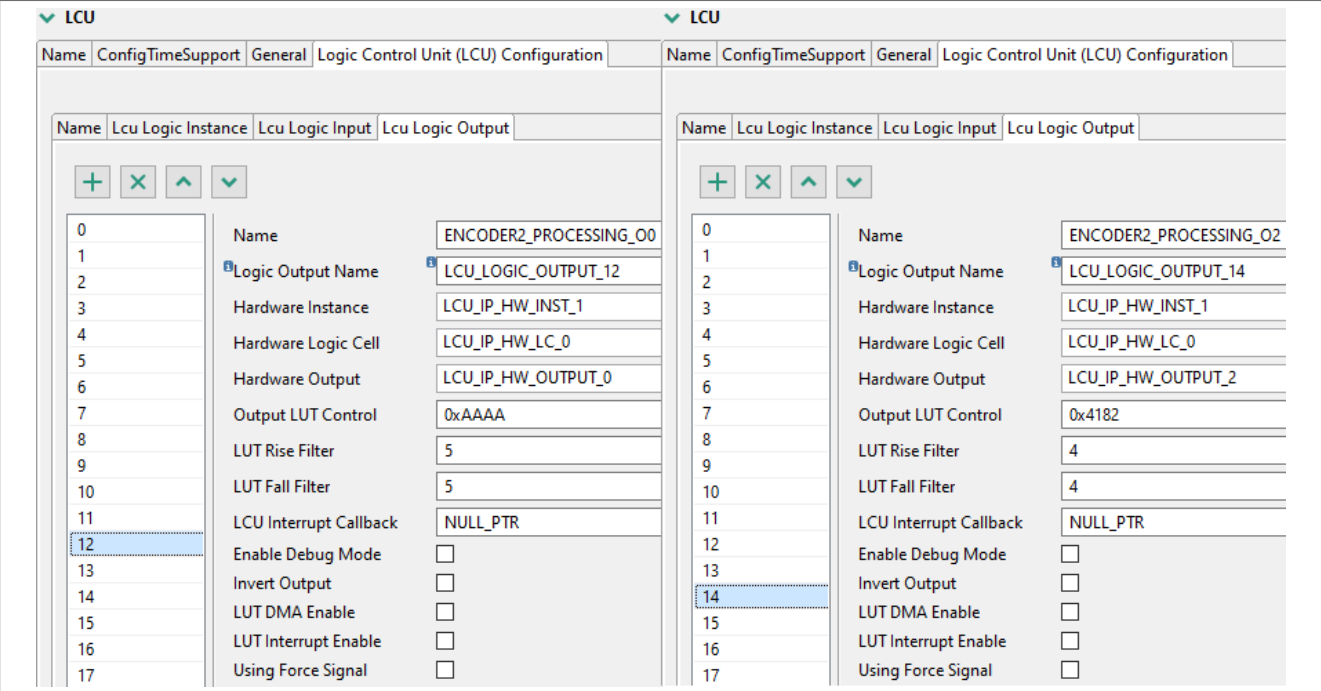 LCU
Name ConfigTimeSupport General Logic Control Unit (LCU) Configuration
Name Lcu Logic Instance Lcu Logic Input Lcu Logic Output
0
1
2
3
4
5
6
7
8
9
10
11
12
13
14
15
16
17
Name ENCODER2_PROCESSING_O0
Logic Output Name LCU_LOGIC_OUTPUT_12
Hardware Instance LCU_IP_HW_INST_1
Hardware Logic Cell LCU_IP_HW_LC_0
Hardware Output LCU_IP_HW_OUTPUT_0
Output LUT Control 0xAAAA
LUT Rise Filter 5
LUT Fall Filter 5
LCU Interrupt Callback NULL_PTR
Enable Debug Mode
Invert Output
LUT DMA Enable
LUT Interrupt Enable
Using Force Signal
LCU
Name ConfigTimeSupport General Logic Control Unit (LCU) Configuration
Name Lcu Logic Instance Lcu Logic Input Lcu Logic Output
0
1
2
3
4
5
6
7
8
9
10
11
12
13
14
15
16
17
Name ENCODER2_PROCESSING_O2
Logic Output Name LCU_LOGIC_OUTPUT_14
Hardware Instance LCU_IP_HW_INST_1
Hardware Logic Cell LCU_IP_HW_LC_0
Hardware Output LCU_IP_HW_OUTPUT_2
Output LUT Control 0x4182
LUT Rise Filter 4
LUT Fall Filter 4
LCU Interrupt Callback NULL_PTR
Enable Debug Mode
Invert Output
LUT DMA Enable
LUT Interrupt Enable
Using Force Signal